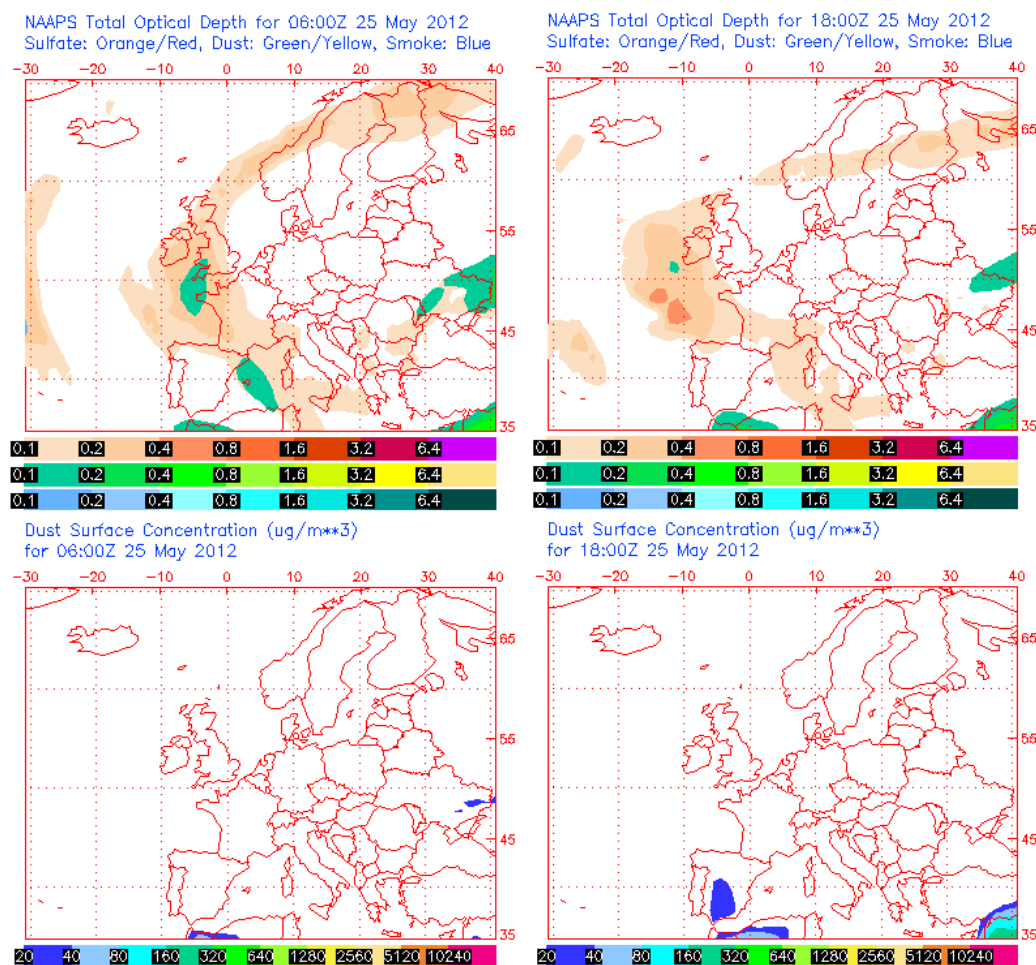 NAAPS Total Optical Depth for 06:00Z 25 May 2012
Sulfate: Orange/Red, Dust: Green/Yellow, Smoke: Blue
-30 -20 -10 0 10 20 30 40
65
55
45
35
0.1 0.2 0.4 0.8 1.6 3.2 6.4
0.1 0.2 0.4 0.8 1.6 3.2 6.4
0.1 0.2 0.4 0.8 1.6 3.2 6.4
NAAPS Total Optical Depth for 18:00Z 25 May 2012
Sulfate: Orange/Red, Dust: Green/Yellow, Smoke: Blue
-30 -20 -10 0 10 20 30 40
65
55
45
35
0.1 0.2 0.4 0.8 1.6 3.2 6.4
0.1 0.2 0.4 0.8 1.6 3.2 6.4
0.1 0.2 0.4 0.8 1.6 3.2 6.4
Dust Surface Concentration (ug/m**3)
for 06:00Z 25 May 2012
-30 -20 -10 0 10 20 30 40
65
55
45
35
20 40 80 160 320 640 1280 2560 5120 10240
Dust Surface Concentration (ug/m**3)
for 18:00Z 25 May 2012
-30 -20 -10 0 10 20 30 40
65
55
45
35
20 40 80 160 320 640 1280 2560 5120 10240